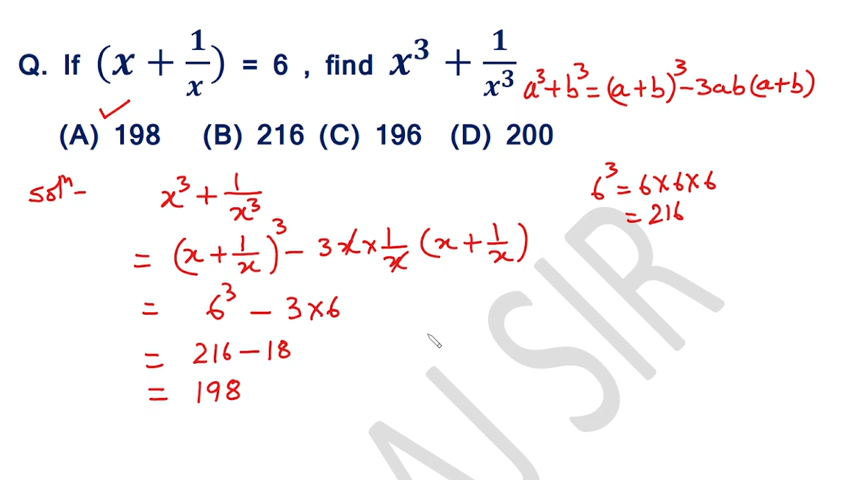 Q. If (x + 1/x) = 6 , find x³ + 1/x³
a³+b³=(a+b)³-3ab(a+b)
(A) 198 (B) 216 (C) 196 (D) 200
Solⁿ-
x³ + 1/x³
= (x + 1/x)³ - 3x × 1/x (x + 1/x)
= 6³ - 3×6
= 216-18
= 198
6³ = 6×6×6
= 216
AJ SIR